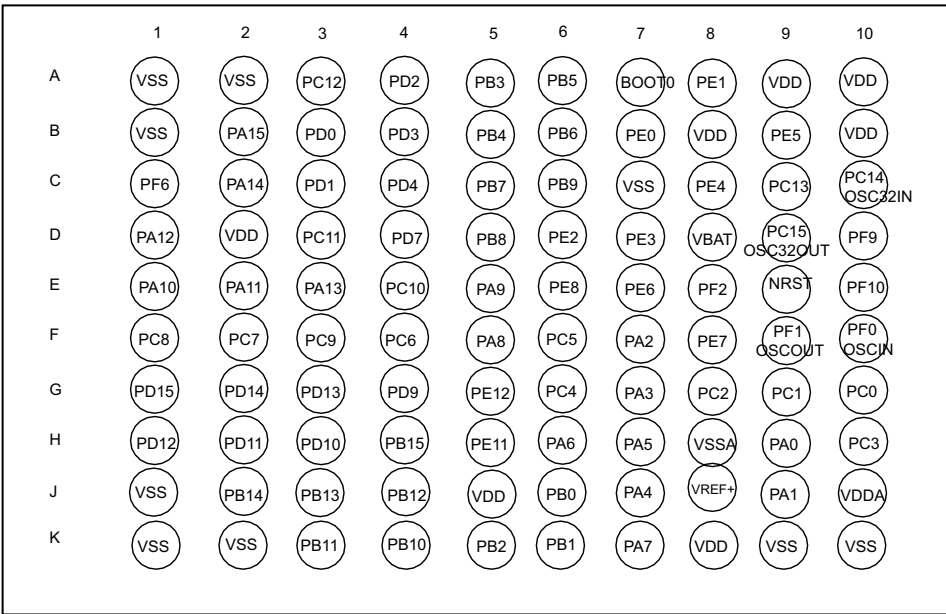 1 2 3 4 5 6 7 8 9 10
A VSS VSS PC12 PD2 PB3 PB5 BOOT0 PE1 VDD VDD
B VSS PA15 PD0 PD3 PB4 PB6 PE0 VDD PE5 VDD
C PF6 PA14 PD1 PD4 PB7 PB9 VSS PE4 PC13 PC14
OSC32IN
D PA12 VDD PC11 PD7 PB8 PE2 PE3 VBAT PC15 PF9
OSC32OUT
E PA10 PA11 PA13 PC10 PA9 PE8 PE6 PF2 NRST PF10
F PC8 PC7 PC9 PC6 PA8 PC5 PA2 PE7 PF1 PF0
OSCOUT OSCIN
G PD15 PD14 PD13 PD9 PE12 PC4 PA3 PC2 PC1 PC0
H PD12 PD11 PD10 PB15 PE11 PA6 PA5 VSSA PA0 PC3
J VSS PB14 PB13 PB12 VDD PB0 PA4 VREF+ PA1 VDDA
K VSS VSS PB11 PB10 PB2 PB1 PA7 VDD VSS VSS